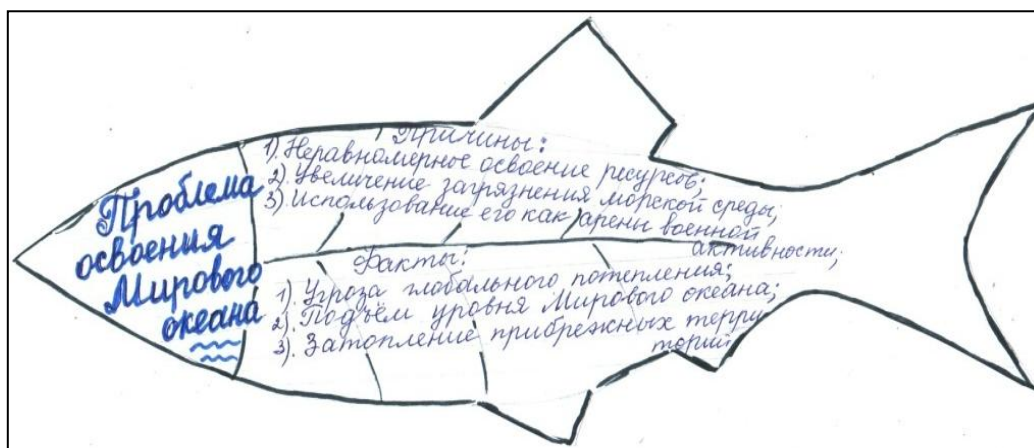 Проблема
освоения
Мирового
океана
Причины:
1). Неравномерное освоение ресурсов;
2). Увеличение загрязнения морской среды;
3). Использование его как арены военной
активности;
Факты:
1). Угроза глобального потепления;
2). Подъём уровня Мирового океана;
3). Затопление прибрежных терри
торий